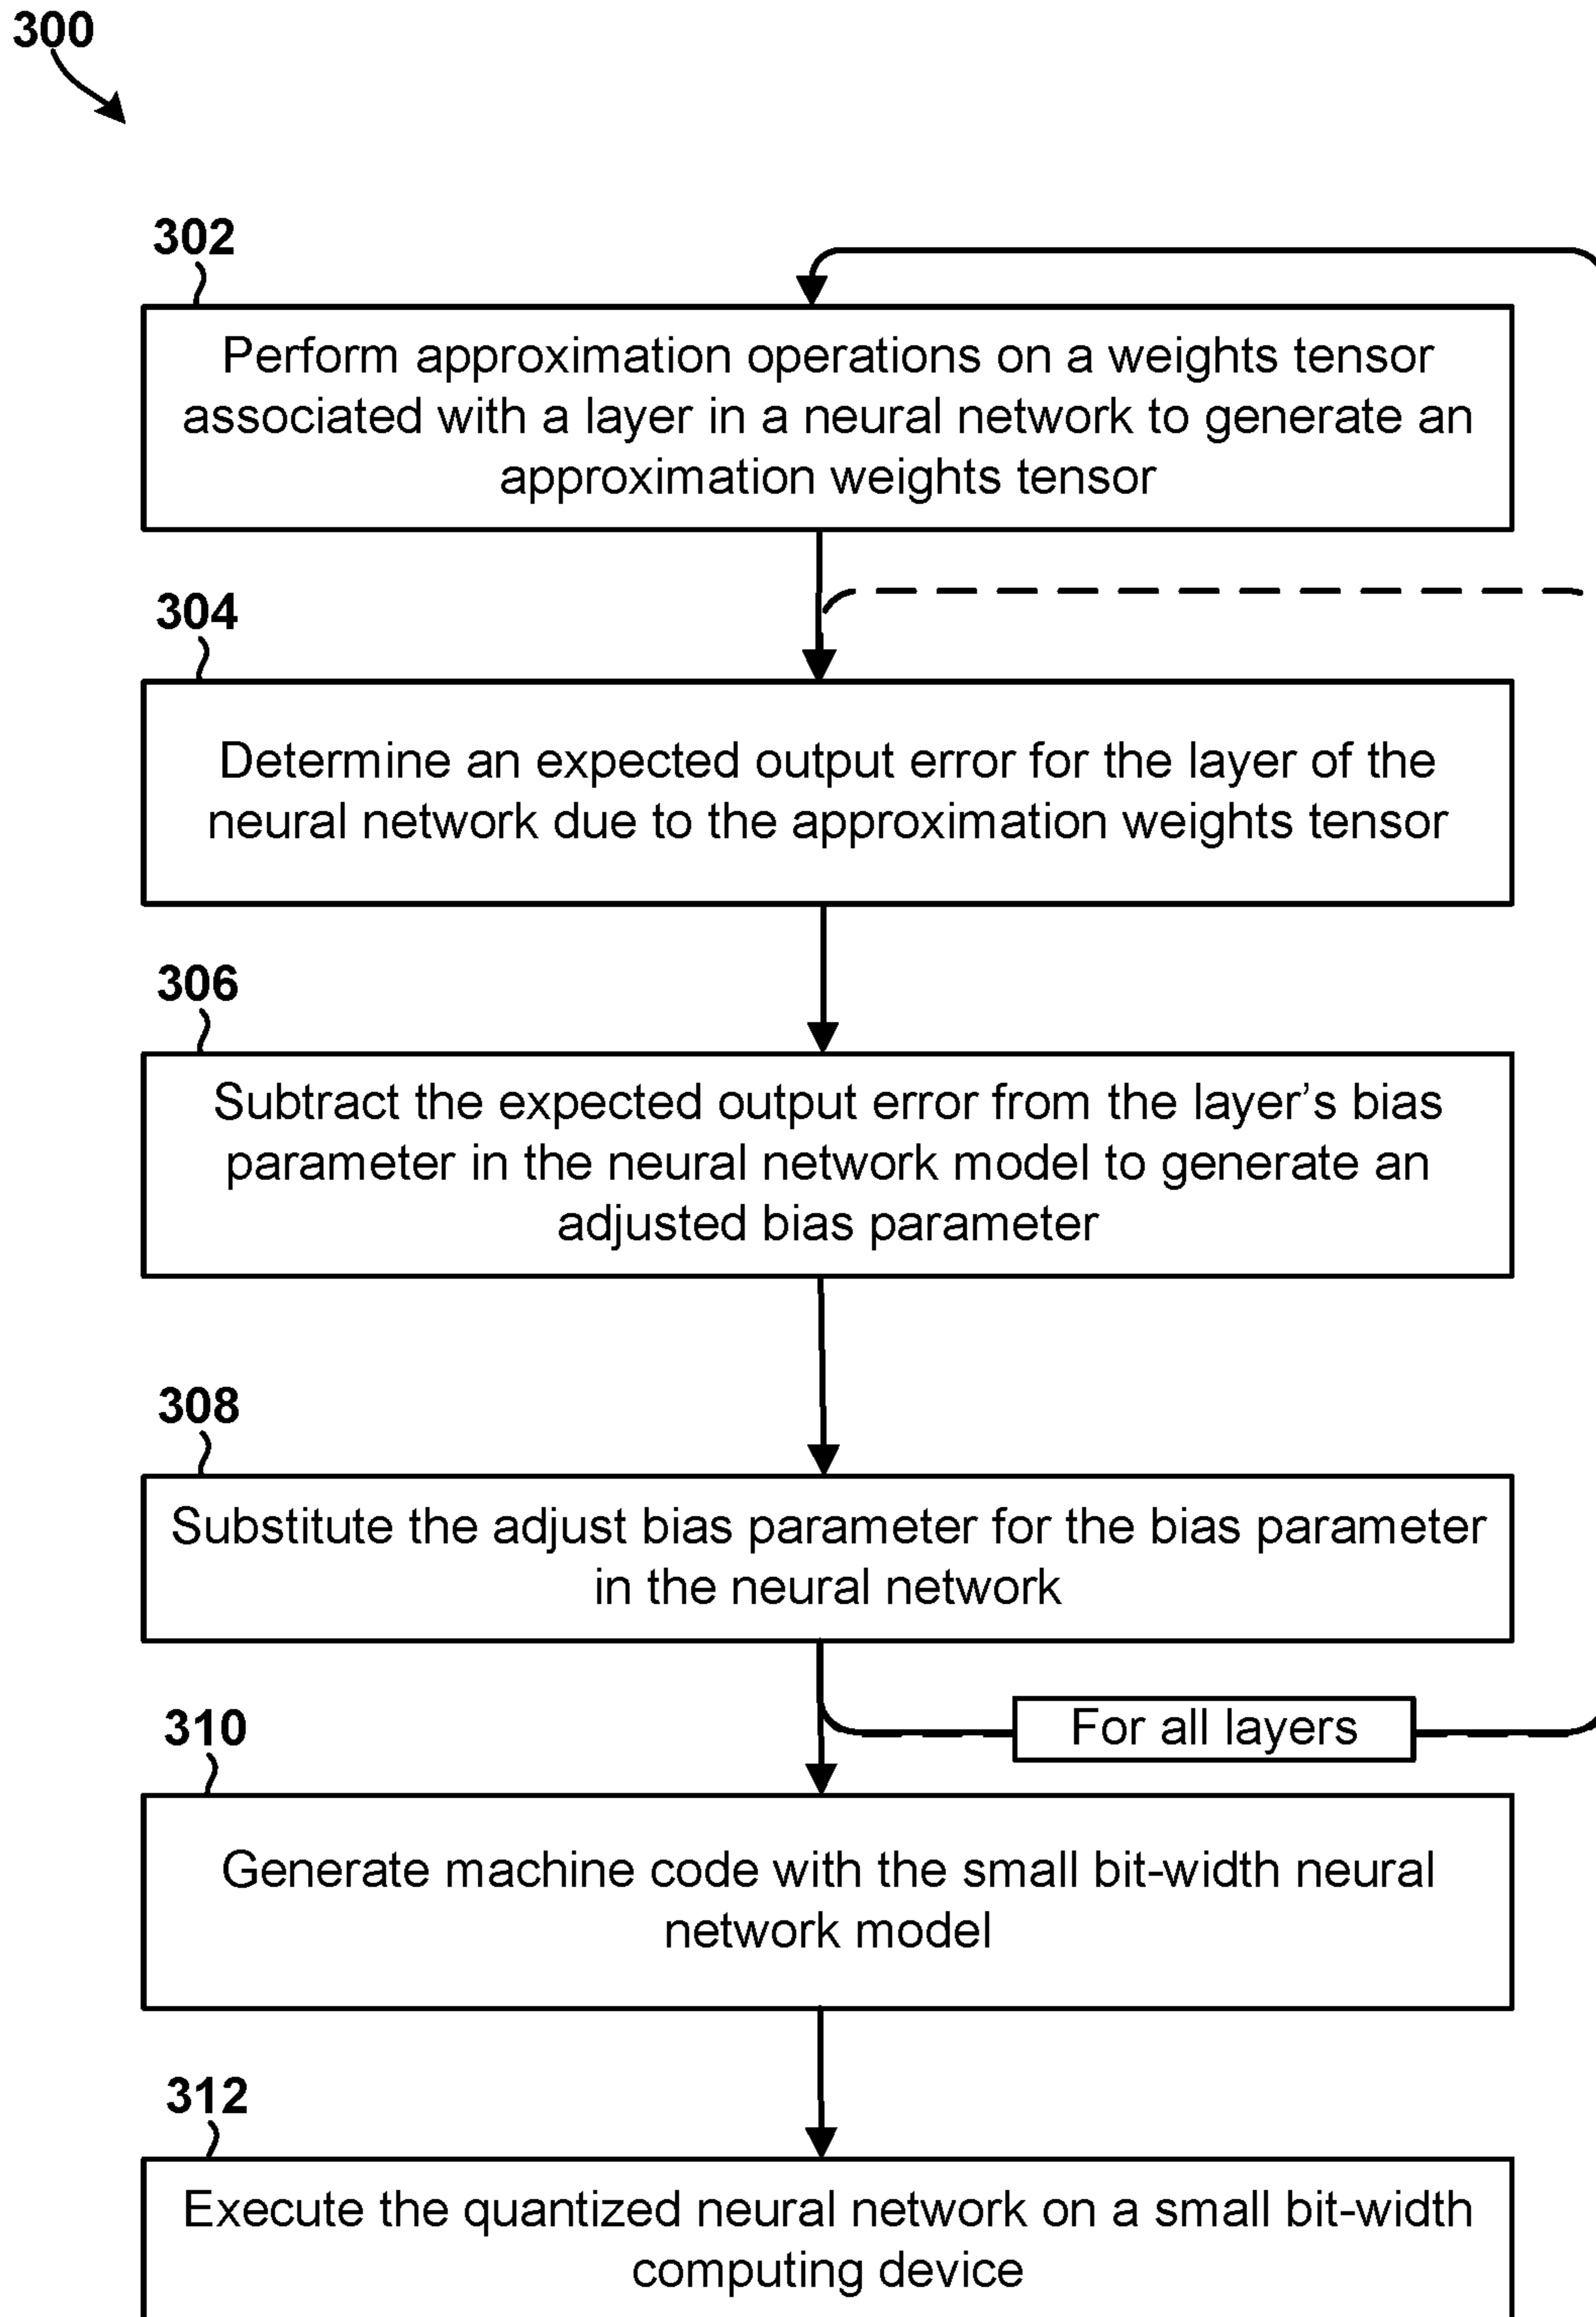 300
302
Perform approximation operations on a weights tensor
associated with a layer in a neural network to generate an
approximation weights tensor
304
Determine an expected output error for the layer of the
neural network due to the approximation weights tensor
306
Subtract the expected output error from the layer’s bias
parameter in the neural network model to generate an
adjusted bias parameter
308
Substitute the adjust bias parameter for the bias parameter
in the neural network
For all layers
310
Generate machine code with the small bit-width neural
network model
312
Execute the quantized neural network on a small bit-width
computing device